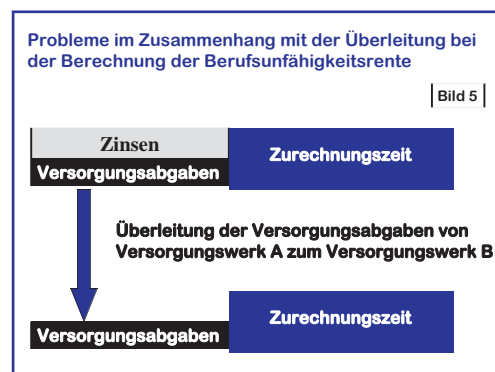 Probleme im Zusammenhang mit der Überleitung bei
der Berechnung der Berufsunfähigkeitsrente
Bild 5
Zinsen
Versorgungsabgaben
Zurechnungszeit
Überleitung der Versorgungsabgaben von
Versorgungswerk A zum Versorgungswerk B
Versorgungsabgaben
Zurechnungszeit